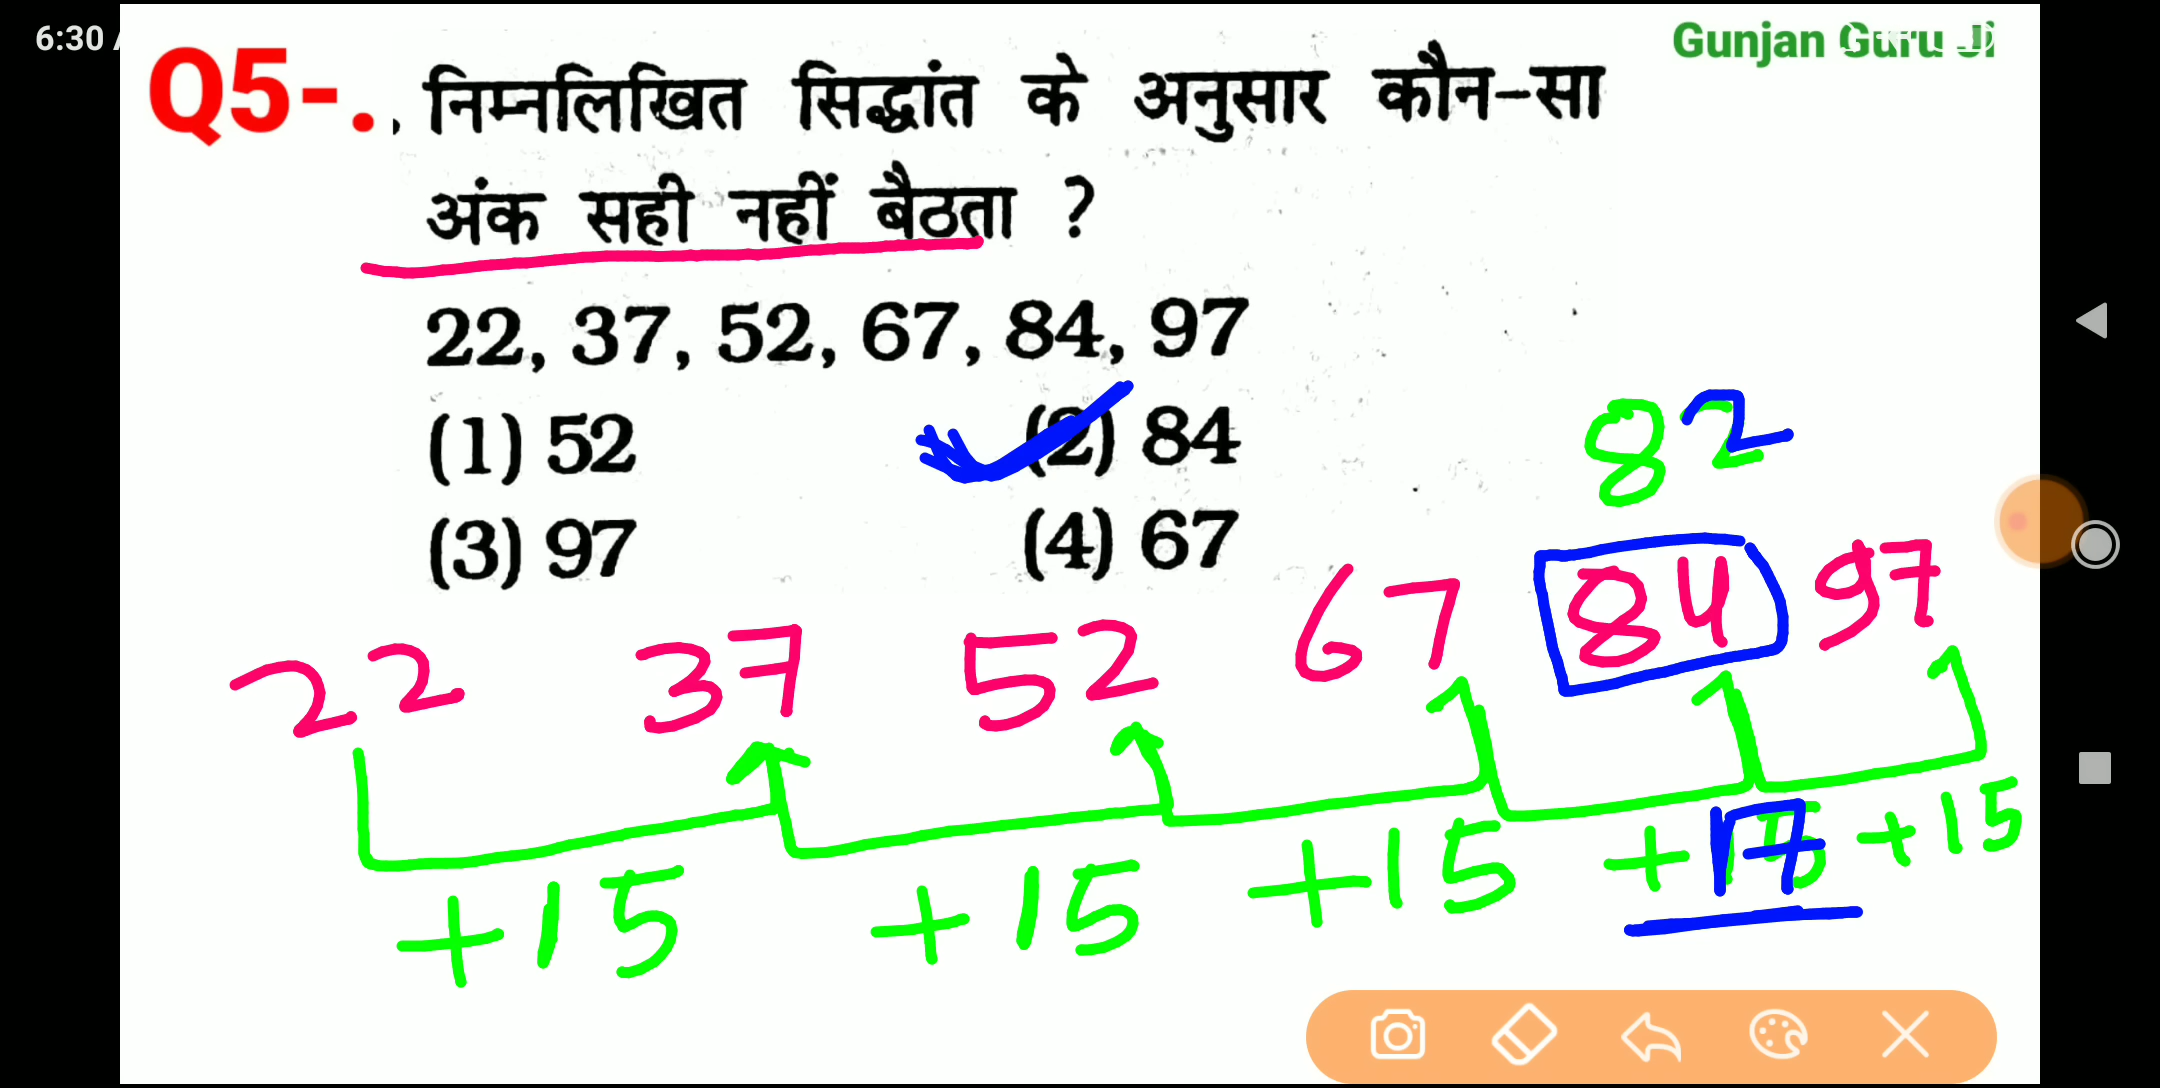 6:30
Gunjan Guru Ji
Q5-. निम्नलिखित सिद्धांत के अनुसार कौन-सा
अंक सही नहीं बैठता ?
22, 37, 52, 67, 84, 97
(1) 52 (2) 84
(3) 97 (4) 67
82
22 37 52 67 84 97
+15 +15 +15 +17 +15